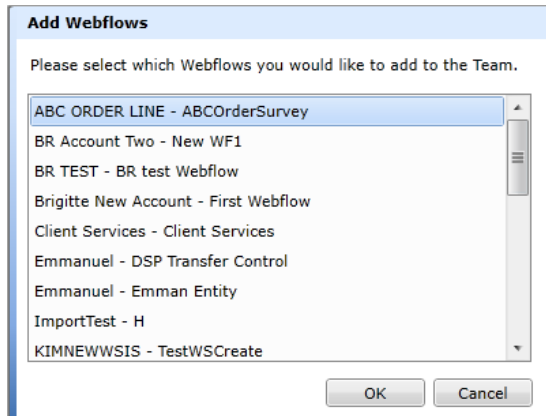 Add Webflows
Please select which Webflows you would like to add to the Team.
ABC ORDER LINE - ABCOrderSurvey
BR Account Two - New WF1
BR TEST - BR test Webflow
Brigitte New Account - First Webflow
Client Services - Client Services
Emmanuel - DSP Transfer Control
Emmanuel - Emman Entity
ImportTest - H
KIMNEWWSIS - TestWSCreate
OK Cancel